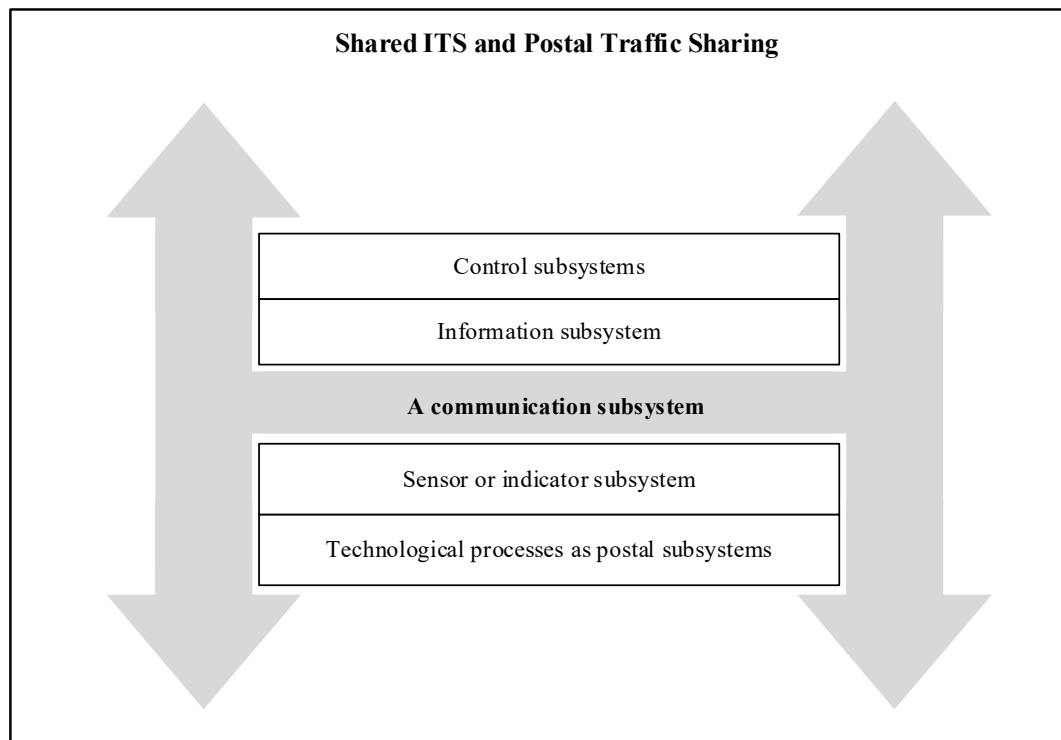 Shared ITS and Postal Traffic Sharing
Control subsystems
Information subsystem
A communication subsystem
Sensor or indicator subsystem
Technological processes as postal subsystems